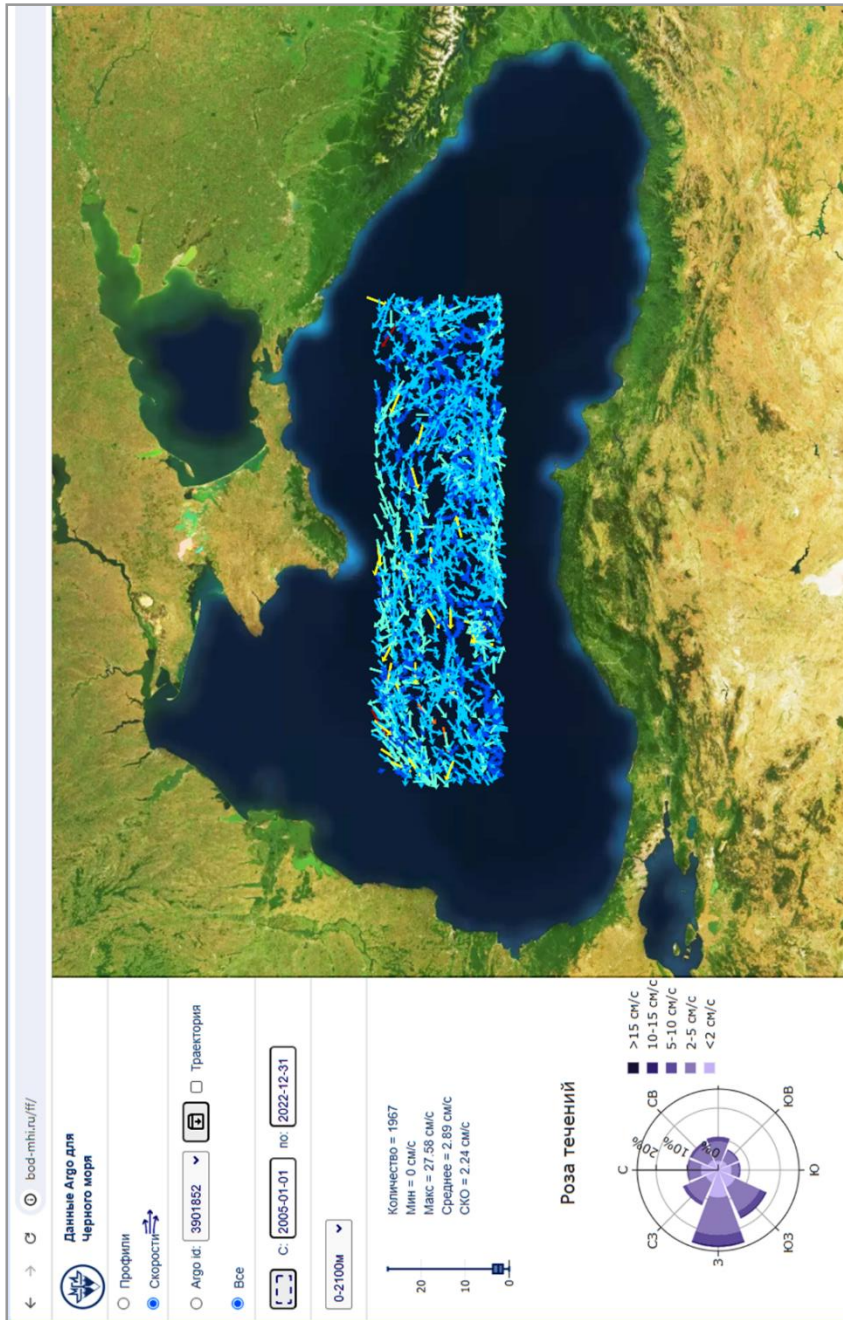 bod-mhi.ru/ff/
Данные Argo для
Черного моря
Профили
Скорости
Argo id: 3901852
Траектория
Все
С: 2005-01-01 по: 2022-12-31
0-2100м
20
10
0
Количество = 1967
Мин = 0 см/с
Макс = 27.58 см/с
Среднее = 2.89 см/с
СКО = 2.24 см/с
Роза течений
С
СВ
ЮВ
Ю
ЮЗ
З
СЗ
20%
10%
0%
>15 см/с
10-15 см/с
5-10 см/с
2-5 см/с
<2 см/с